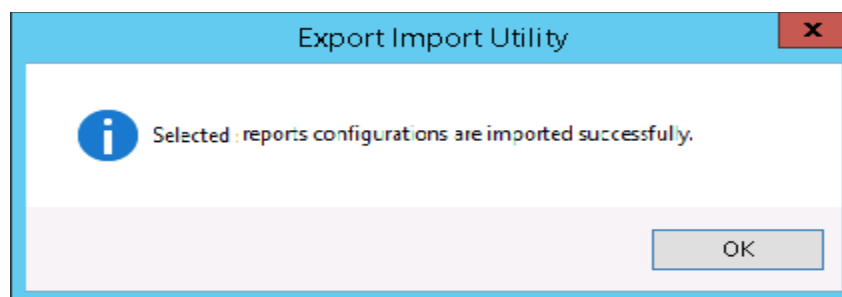 Export Import Utility
x
Selected reports configurations are imported successfully.
OK